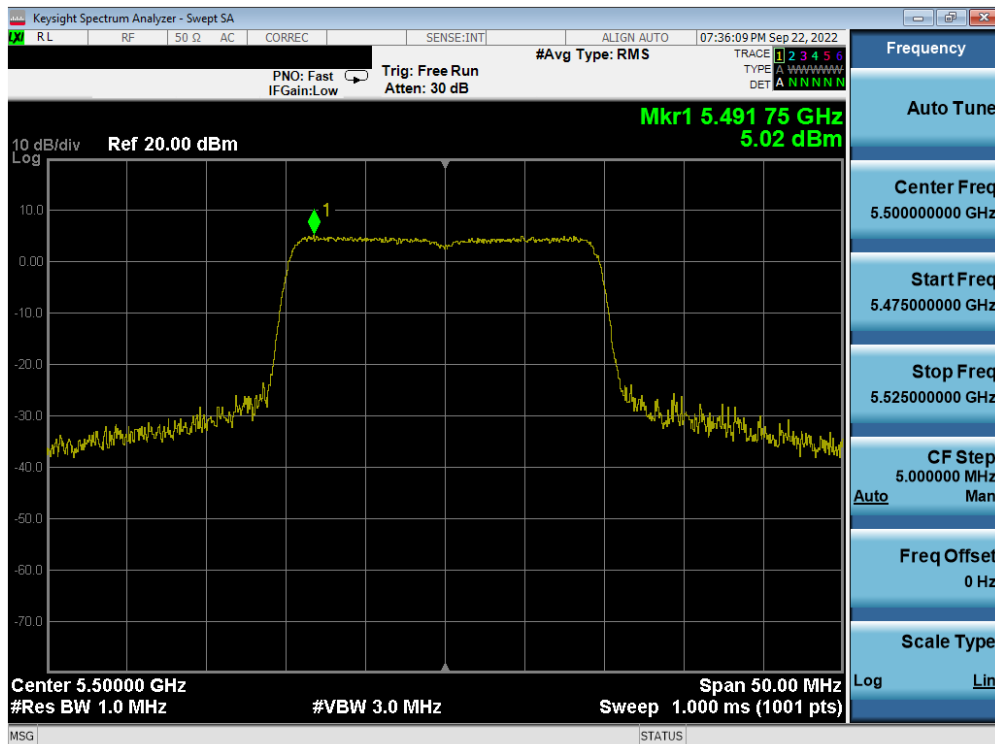 Keysight Spectrum Analyzer - Swept SA
LXI RL RF 50 Ω AC CORREC SENSE:INT ALIGN AUTO 07:36:09 PM Sep 22, 2022
#Avg Type: RMS
TRACE 1 2 3 4 5 6
TYPE A WWWWW
DET A N N N N N
PNO: Fast
IFGain:Low
Trig: Free Run
Atten: 30 dB
Mkr1 5.491 75 GHz
5.02 dBm
10 dB/div
Log
Ref 20.00 dBm
1
10.0
0.00
-10.0
-20.0
-30.0
-40.0
-50.0
-60.0
-70.0
Center 5.50000 GHz
Span 50.00 MHz
#Res BW 1.0 MHz
#VBW 3.0 MHz
Sweep 1.000 ms (1001 pts)
MSG
STATUS
Frequency
Auto Tune
Center Freq
5.500000000 GHz
Start Freq
5.475000000 GHz
Stop Freq
5.525000000 GHz
CF Step
5.000000 MHz
Auto Man
Freq Offset
0 Hz
Scale Type
Log Lin